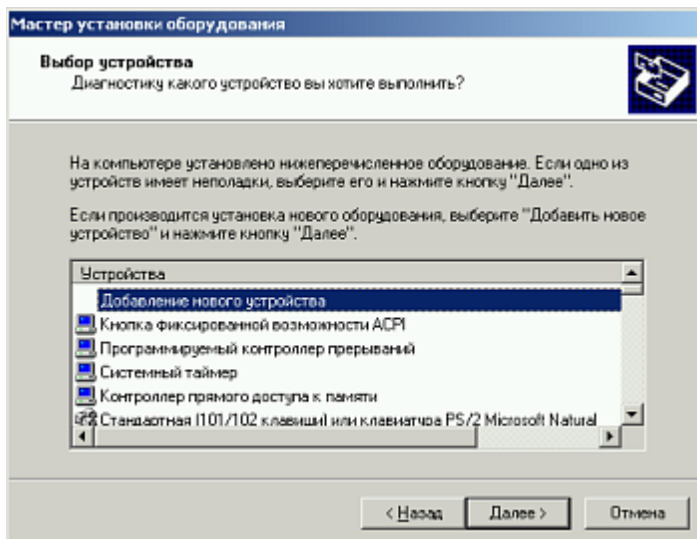 Мастер установки оборудования
Выбор устройства
Диагностику какого устройство вы хотите выполнить?
На компьютере установлено нижеперечисленное оборудование. Если одно из
устройств имеет неполадки, выберите его и нажмите кнопку "Далее".
Если производится установка нового оборудования, выберите "Добавить новое
устройство" и нажмите кнопку "Далее".
Устройства
Добавление нового устройства
Кнопка фиксированной возможности ACPI
Программируемый контроллер прерываний
Системный таймер
Контроллер прямого доступа к памяти
Стандартная (101/102 клавиши) или клавиатура PS/2 Microsoft Natural
< Назад
Далее >
Отмена